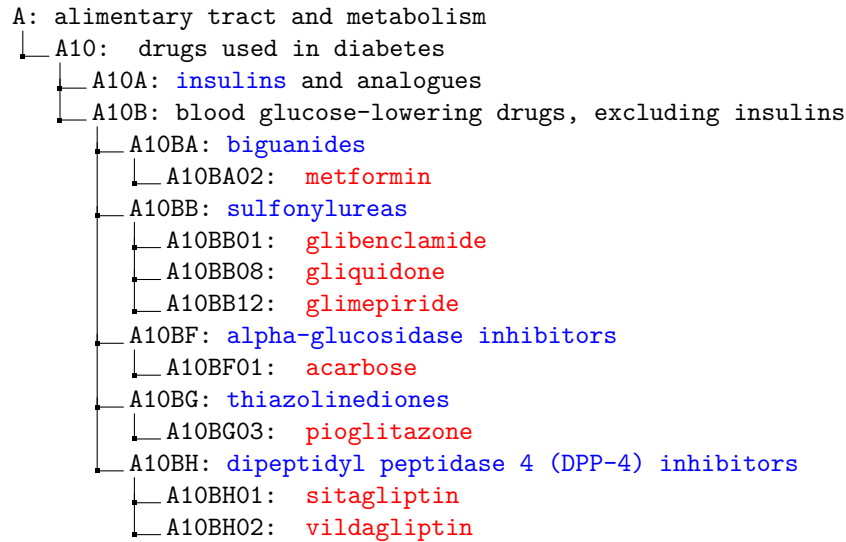 A: alimentary tract and metabolism
A10: drugs used in diabetes
A10A: insulins and analogues
A10B: blood glucose-lowering drugs, excluding insulins
A10BA: biguanides
A10BA02: metformin
A10BB: sulfonylureas
A10BB01: glibenclamide
A10BB08: gliquidone
A10BB12: glimepiride
A10BF: alpha-glucosidase inhibitors
A10BF01: acarbose
A10BG: thiazolinediones
A10BG03: pioglitazone
A10BH: dipeptidyl peptidase 4 (DPP-4) inhibitors
A10BH01: sitagliptin
A10BH02: vildagliptin